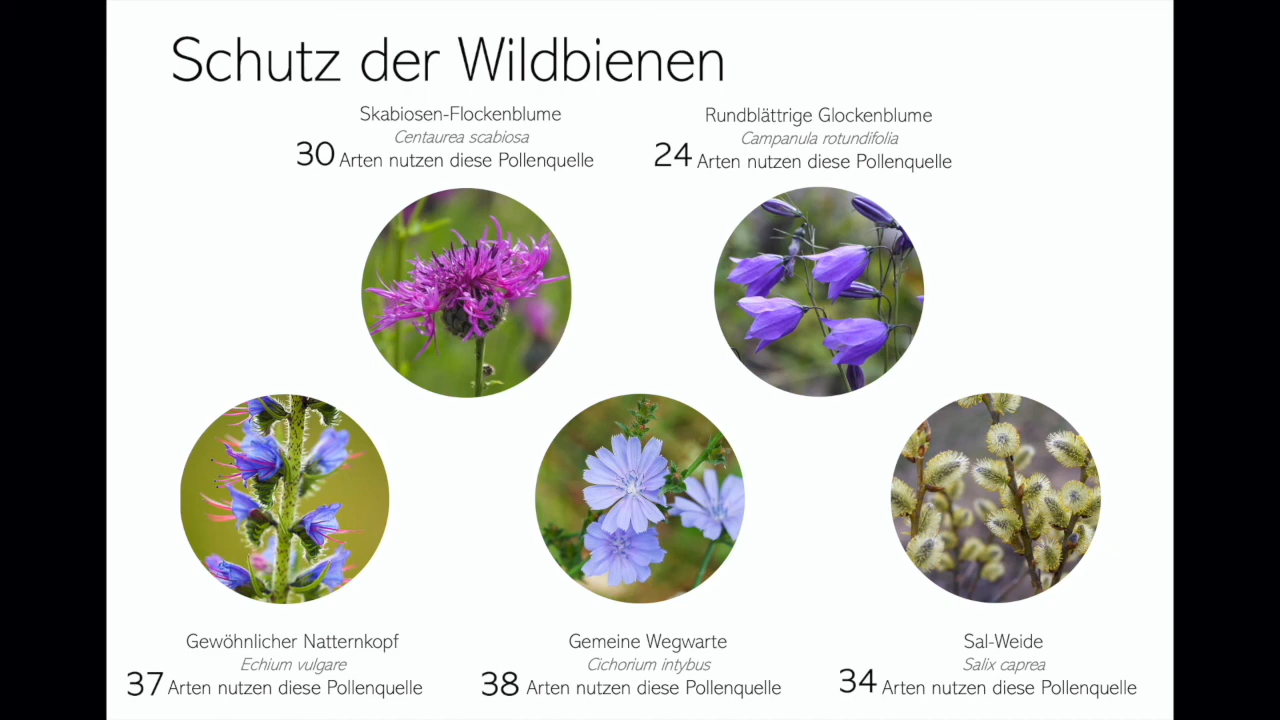 Schutz der Wildbienen
Skabiosen-Flockenblume
Centaurea scabiosa
30 Arten nutzen diese Pollenquelle
Rundblättrige Glockenblume
Campanula rotundifolia
24 Arten nutzen diese Pollenquelle
Gewöhnlicher Natternkopf
Echium vulgare
37 Arten nutzen diese Pollenquelle
Gemeine Wegwarte
Cichorium intybus
38 Arten nutzen diese Pollenquelle
Sal-Weide
Salix caprea
34 Arten nutzen diese Pollenquelle